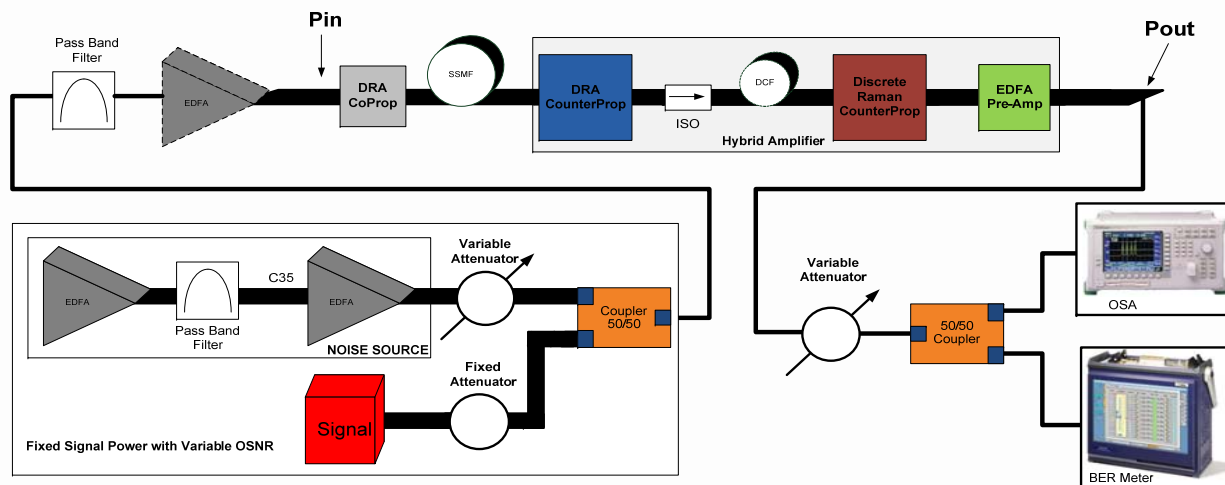 Pin
Pout
Pass Band
Filter
EDFA
DRA
CoProp
SSMF
DRA
CounterProp
ISO
DCF
Discrete
Raman
CounterProp
EDFA
Pre-Amp
Hybrid Amplifier
EDFA
Pass Band
Filter
C35
EDFA
NOISE SOURCE
Variable
Attenuator
Coupler
50/50
Fixed
Attenuator
Signal
Fixed Signal Power with Variable OSNR
Variable
Attenuator
50/50
Coupler
OSA
BER Meter